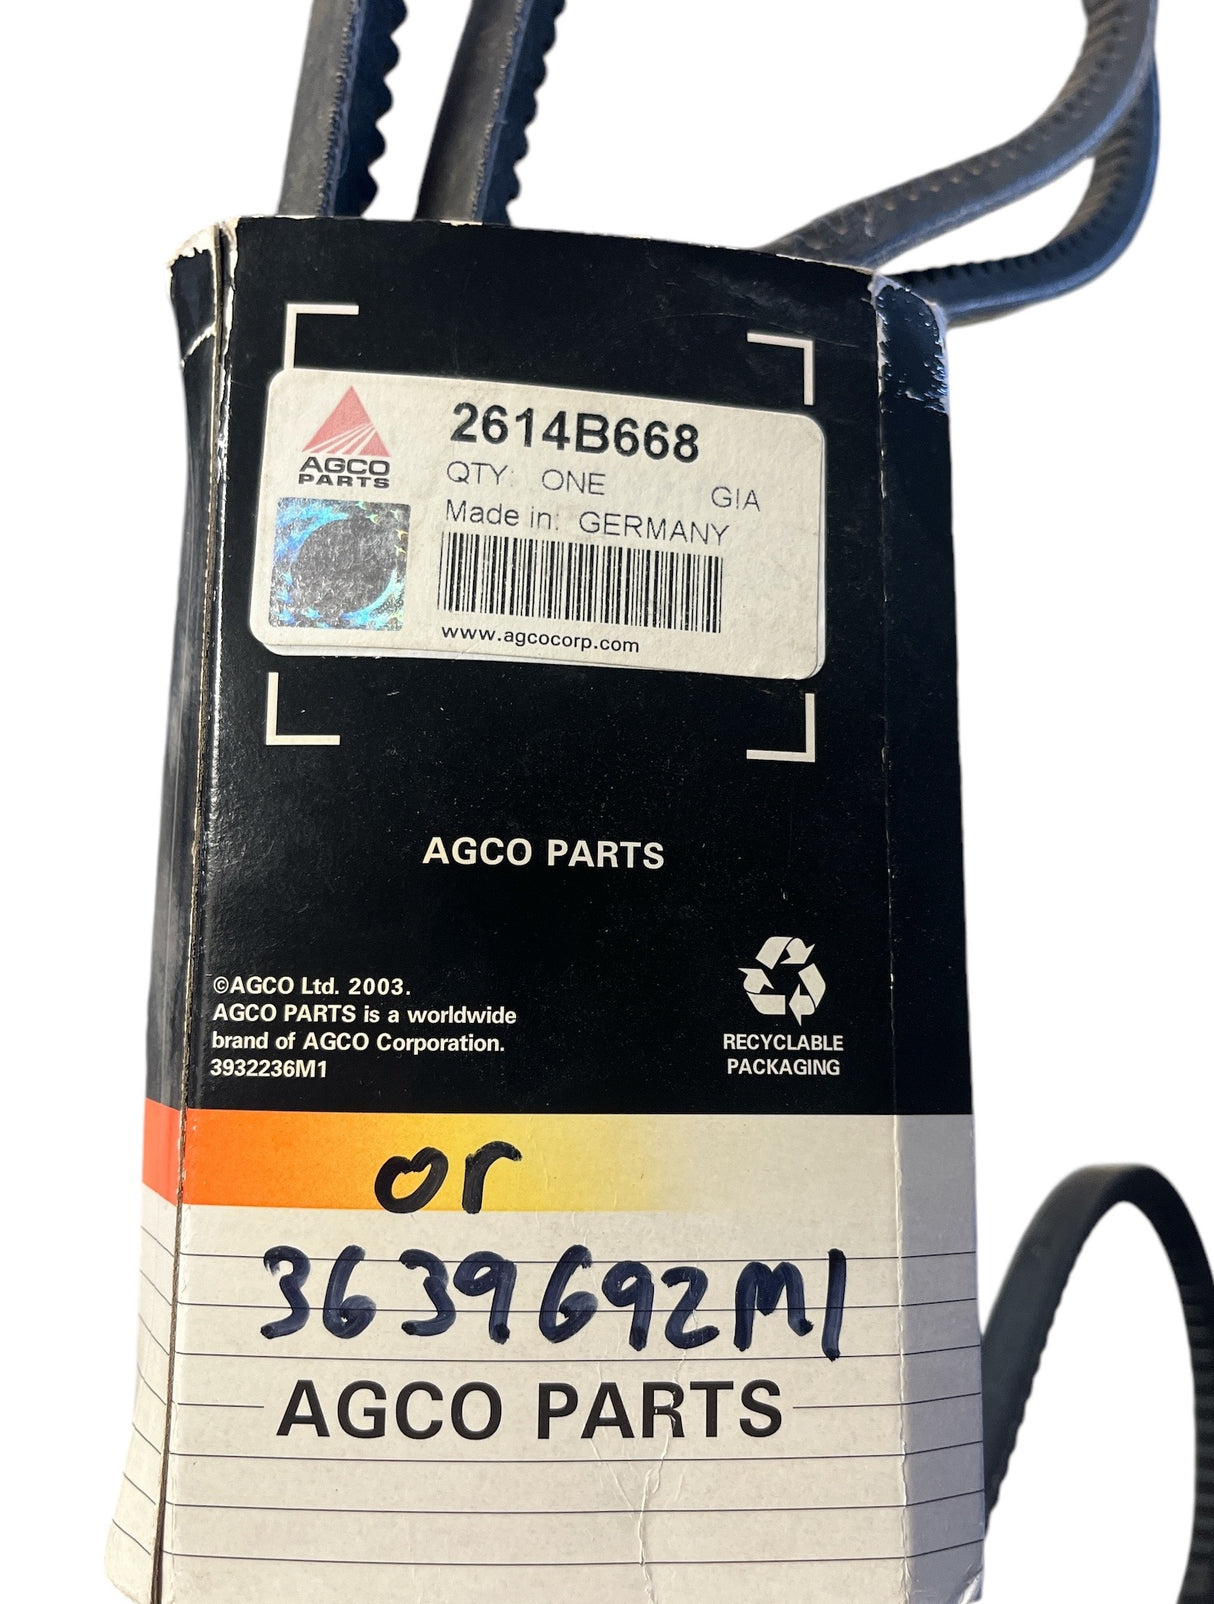 AGCO
PARTS
2614B668
QTY: ONE GIA
Made in: GERMANY
www.agcocorp.com
AGCO PARTS
©AGCO Ltd. 2003.
AGCO PARTS is a worldwide
brand of AGCO Corporation.
3932236M1
RECYCLABLE
PACKAGING
or
3639692M1
AGCO PARTS